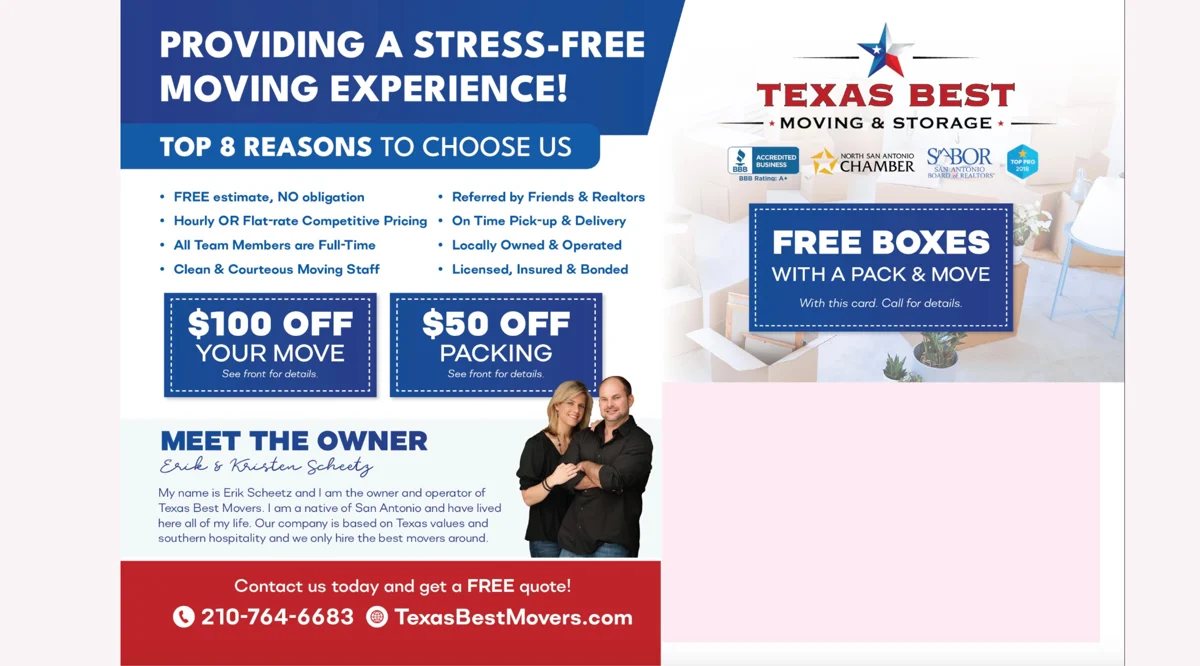 PROVIDING A STRESS-FREE
MOVING EXPERIENCE!
TOP 8 REASONS TO CHOOSE US
• FREE estimate, NO obligation
• Hourly OR Flat-rate Competitive Pricing
• All Team Members are Full-Time
• Clean & Courteous Moving Staff
• Referred by Friends & Realtors
• On Time Pick-up & Delivery
• Locally Owned & Operated
• Licensed, Insured & Bonded
$100 OFF
YOUR MOVE
See front for details.
$50 OFF
PACKING
See front for details.
MEET THE OWNER
Erik & Kristen Scheetz
My name is Erik Scheetz and I am the owner and operator of
Texas Best Movers. I am a native of San Antonio and have lived
here all of my life. Our company is based on Texas values and
southern hospitality and we only hire the best movers around.
Contact us today and get a FREE quote!
210-764-6683 TexasBestMovers.com
TEXAS BEST
MOVING & STORAGE
BBB
ACCREDITED
BUSINESS
BBB Rating: A+
NORTH SAN ANTONIO
CHAMBER
SABOR
SAN ANTONIO
BOARD of REALTORS
TOP PRO
2018
FREE BOXES
WITH A PACK & MOVE
With this card. Call for details.